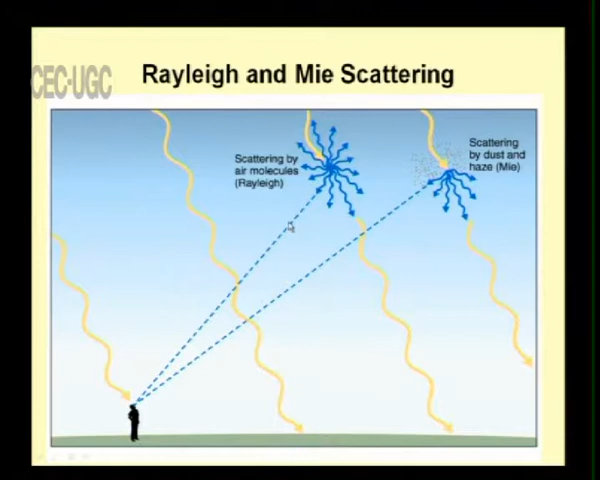 Rayleigh and Mie Scattering
CEC-UGC
Scattering by
air molecules
(Rayleigh)
Scattering
by dust and
haze (Mie)